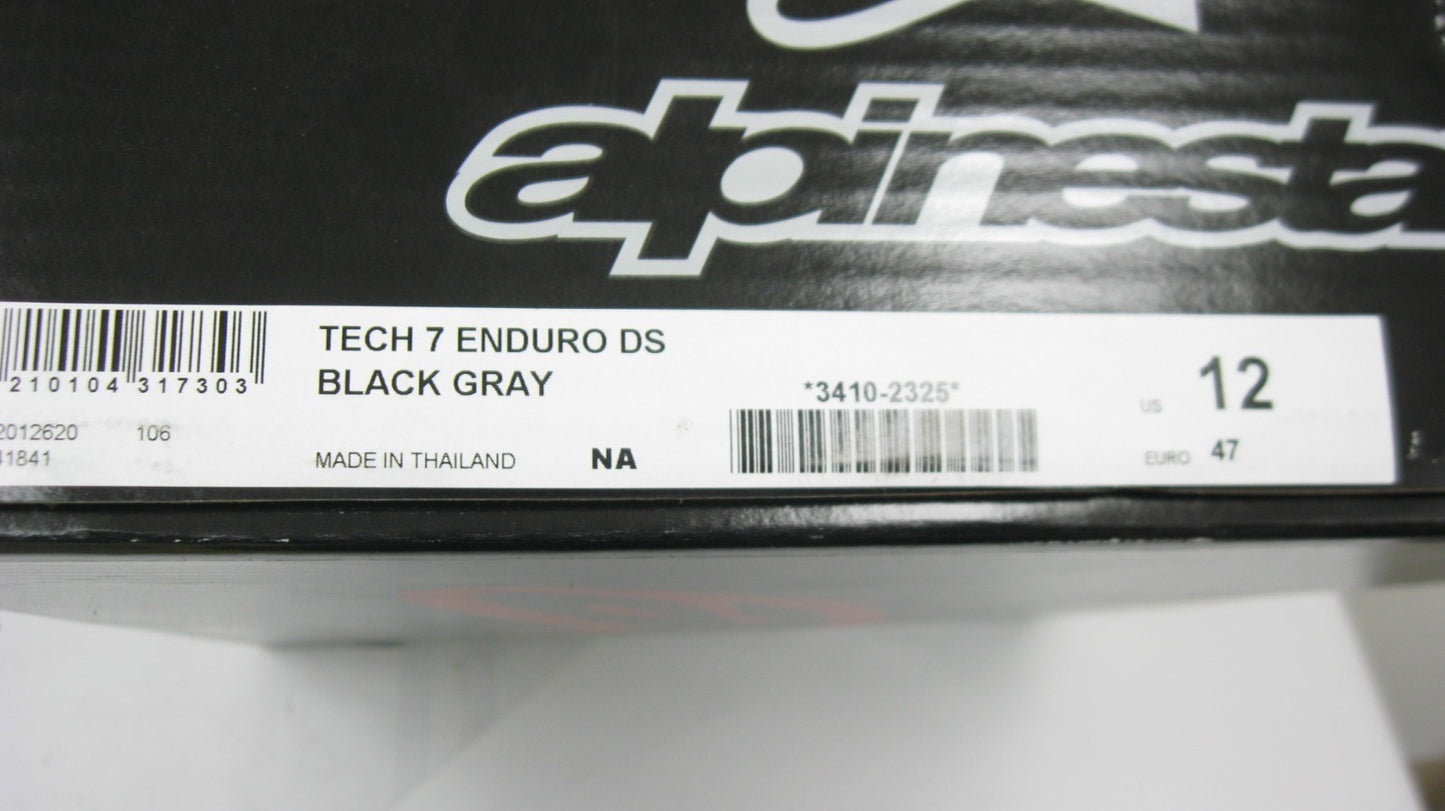 alpinesta
TECH 7 ENDURO DS
BLACK GRAY
210104 317303
2012620 106
41841
MADE IN THAILAND NA
*3410-2325*
US 12
EURO 47